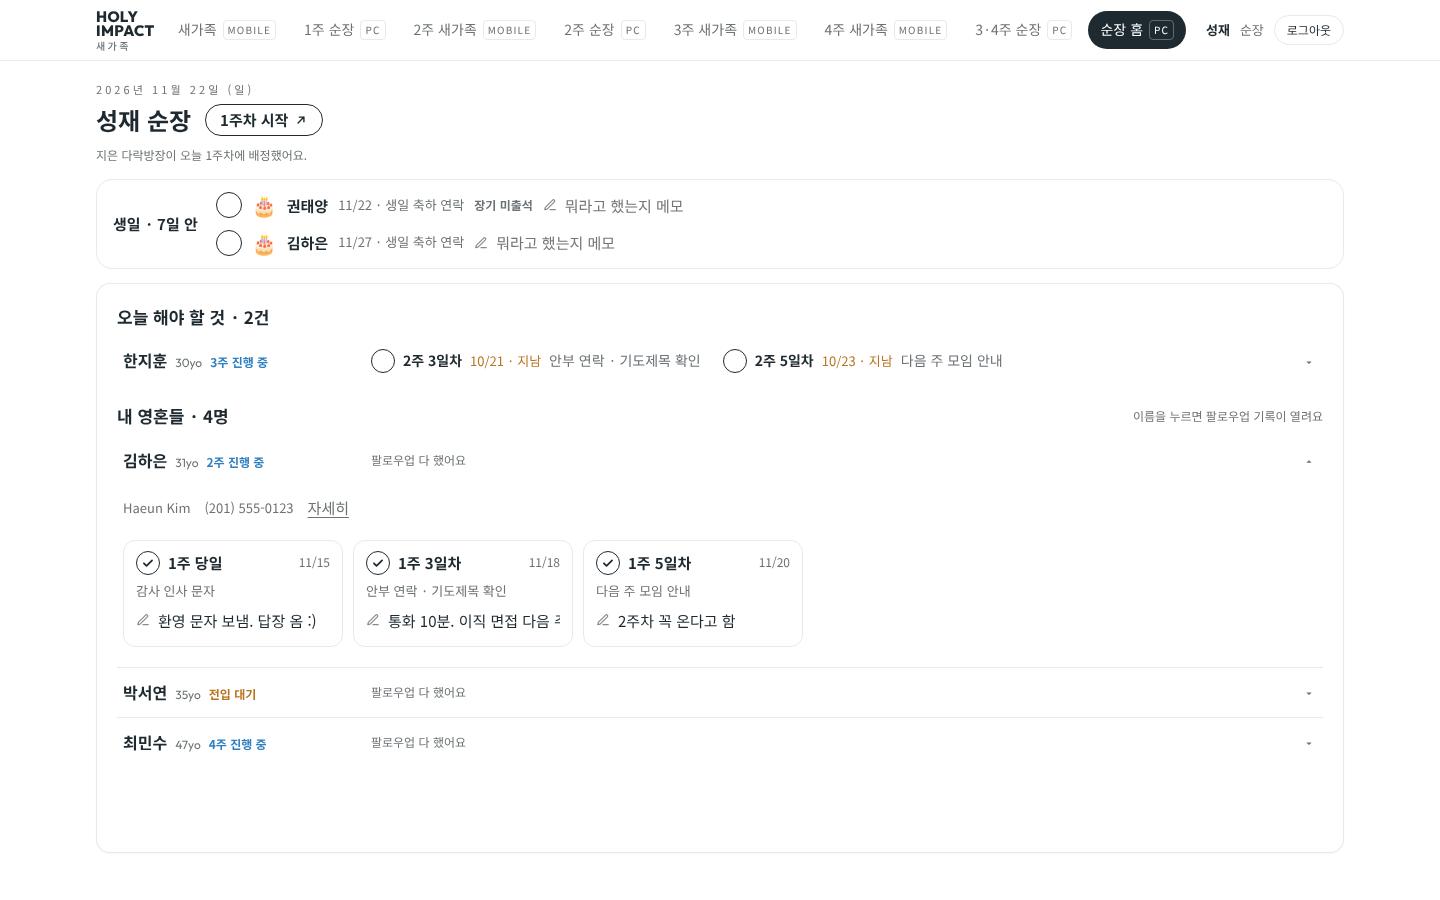 HOLY IMPACT 새가족
새가족 MOBILE 1주 순장 PC 2주 새가족 MOBILE 2주 순장 PC 3주 새가족 MOBILE 4주 새가족 MOBILE 3·4주 순장 PC 순장 홈 PC 성재 순장 로그아웃
2026년 11월 22일 (일)
성재 순장 1주차 시작 ↗
지은 다락방장이 오늘 1주차에 배정했어요.
생일 · 7일 안
권태양 11/22 · 생일 축하 연락 장기 미출석 뭐라고 했는지 메모
김하은 11/27 · 생일 축하 연락 뭐라고 했는지 메모
오늘 해야 할 것 · 2건
한지훈 30yo 3주 진행 중 2주 3일차 10/21 · 지남 안부 연락 · 기도제목 확인 2주 5일차 10/23 · 지남 다음 주 모임 안내
내 영혼들 · 4명 이름을 누르면 팔로우업 기록이 열려요
김하은 31yo 2주 진행 중 팔로우업 다 했어요
Haeun Kim (201) 555-0123 자세히
1주 당일 11/15
감사 인사 문자
환영 문자 보냄. 답장 옴 :)
1주 3일차 11/18
안부 연락 · 기도제목 확인
통화 10분. 이직 면접 다음
1주 5일차 11/20
다음 주 모임 안내
2주차 꼭 온다고 함
박서연 35yo 전입 대기 팔로우업 다 했어요
최민수 47yo 4주 진행 중 팔로우업 다 했어요